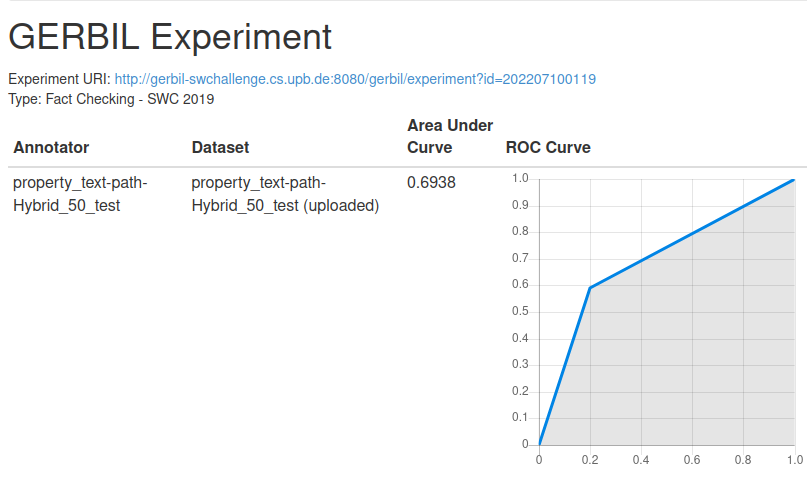 GERBIL Experiment
Experiment URI: http://gerbil-swchallenge.cs.upb.de:8080/gerbil/experiment?id=202207100119
Type: Fact Checking - SWC 2019
Annotator Dataset Area Under Curve ROC Curve
property_text-path-
Hybrid_50_test
property_text-path-
Hybrid_50_test (uploaded)
0.6938
1.0
0.9
0.8
0.7
0.6
0.5
0.4
0.3
0.2
0.1
0
0 0.2 0.4 0.6 0.8 1.0